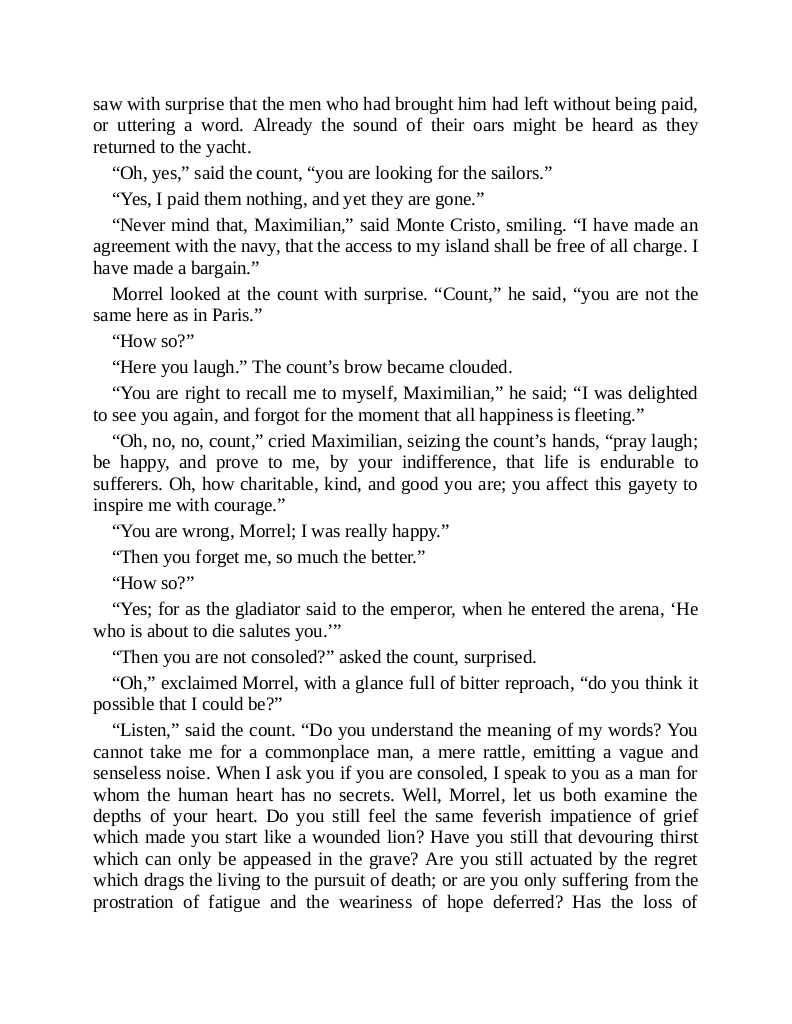 saw with surprise that the men who had brought him had left without being paid,
or uttering a word. Already the sound of their oars might be heard as they
returned to the yacht.
“Oh, yes,” said the count, “you are looking for the sailors.”
“Yes, I paid them nothing, and yet they are gone.”
“Never mind that, Maximilian,” said Monte Cristo, smiling. “I have made an
agreement with the navy, that the access to my island shall be free of all charge. I
have made a bargain.”
Morrel looked at the count with surprise. “Count,” he said, “you are not the
same here as in Paris.”
“How so?”
“Here you laugh.” The count’s brow became clouded.
“You are right to recall me to myself, Maximilian,” he said; “I was delighted
to see you again, and forgot for the moment that all happiness is fleeting.”
“Oh, no, no, count,” cried Maximilian, seizing the count’s hands, “pray laugh;
be happy, and prove to me, by your indifference, that life is endurable to
sufferers. Oh, how charitable, kind, and good you are; you affect this gayety to
inspire me with courage.”
“You are wrong, Morrel; I was really happy.”
“Then you forget me, so much the better.”
“How so?”
“Yes; for as the gladiator said to the emperor, when he entered the arena, ‘He
who is about to die salutes you.’”
“Then you are not consoled?” asked the count, surprised.
“Oh,” exclaimed Morrel, with a glance full of bitter reproach, “do you think it
possible that I could be?”
“Listen,” said the count. “Do you understand the meaning of my words? You
cannot take me for a commonplace man, a mere rattle, emitting a vague and
senseless noise. When I ask you if you are consoled, I speak to you as a man for
whom the human heart has no secrets. Well, Morrel, let us both examine the
depths of your heart. Do you still feel the same feverish impatience of grief
which made you start like a wounded lion? Have you still that devouring thirst
which can only be appeased in the grave? Are you still actuated by the regret
which drags the living to the pursuit of death; or are you only suffering from the
prostration of fatigue and the weariness of hope deferred? Has the loss of